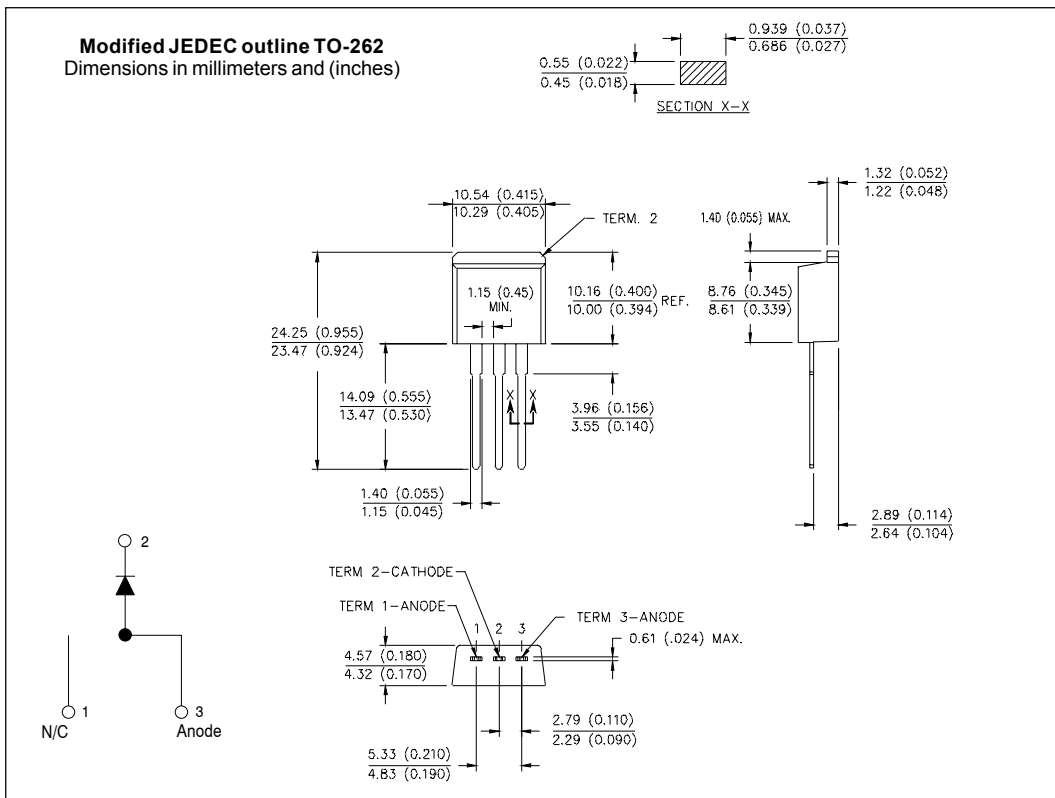 Modified JEDEC outline TO-262
Dimensions in millimeters and (inches)
0.939 (0.037)
0.686 (0.027)
0.55 (0.022)
0.45 (0.018)
SECTION X-X
10.54 (0.415)
10.29 (0.405)
TERM. 2
1.32 (0.052)
1.22 (0.048)
1.40 (0.055) MAX.
1.15 (0.45)
MIN.
10.16 (0.400)
10.00 (0.394)
REF.
8.76 (0.345)
8.61 (0.339)
24.25 (0.955)
23.47 (0.924)
14.09 (0.555)
13.47 (0.530)
X X
3.96 (0.156)
3.55 (0.140)
1.40 (0.055)
1.15 (0.045)
2.89 (0.114)
2.64 (0.104)
2
N/C
1
3
Anode
TERM 2-CATHODE
TERM 1-ANODE
TERM 3-ANODE
1 2 3
0.61 (.024) MAX.
4.57 (0.180)
4.32 (0.170)
2.79 (0.110)
2.29 (0.090)
5.33 (0.210)
4.83 (0.190)